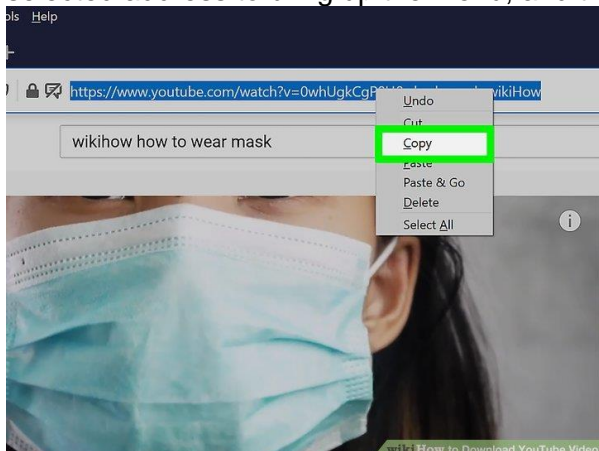 ols Help
https://www.youtube.com/watch?v=0whUgkCgP wikiHow
Undo
Cut
wikihow how to wear mask
Copy
Paste
Paste & Go
Delete
Select All
i
wikiHow to Download YouTube Video